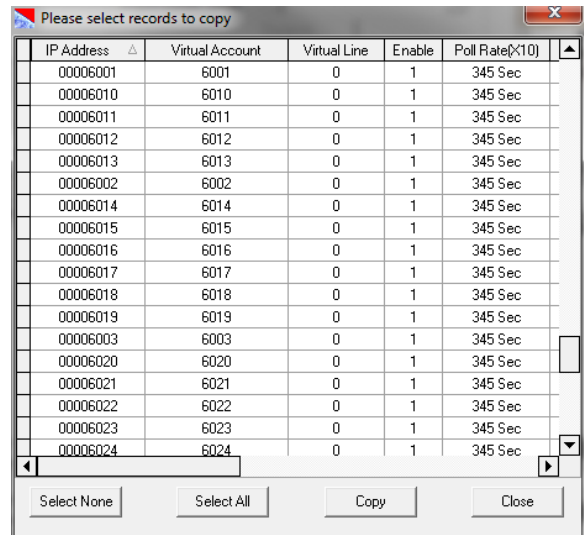 Please select records to copy
IP Address Virtual Account Virtual Line Enable Poll Rate(X10)
00006001 6001 0 1 345 Sec
00006010 6010 0 1 345 Sec
00006011 6011 0 1 345 Sec
00006012 6012 0 1 345 Sec
00006013 6013 0 1 345 Sec
00006002 6002 0 1 345 Sec
00006014 6014 0 1 345 Sec
00006015 6015 0 1 345 Sec
00006016 6016 0 1 345 Sec
00006017 6017 0 1 345 Sec
00006018 6018 0 1 345 Sec
00006019 6019 0 1 345 Sec
00006003 6003 0 1 345 Sec
00006020 6020 0 1 345 Sec
00006021 6021 0 1 345 Sec
00006022 6022 0 1 345 Sec
00006023 6023 0 1 345 Sec
00006024 6024 0 1 345 Sec
Select None Select All Copy Close